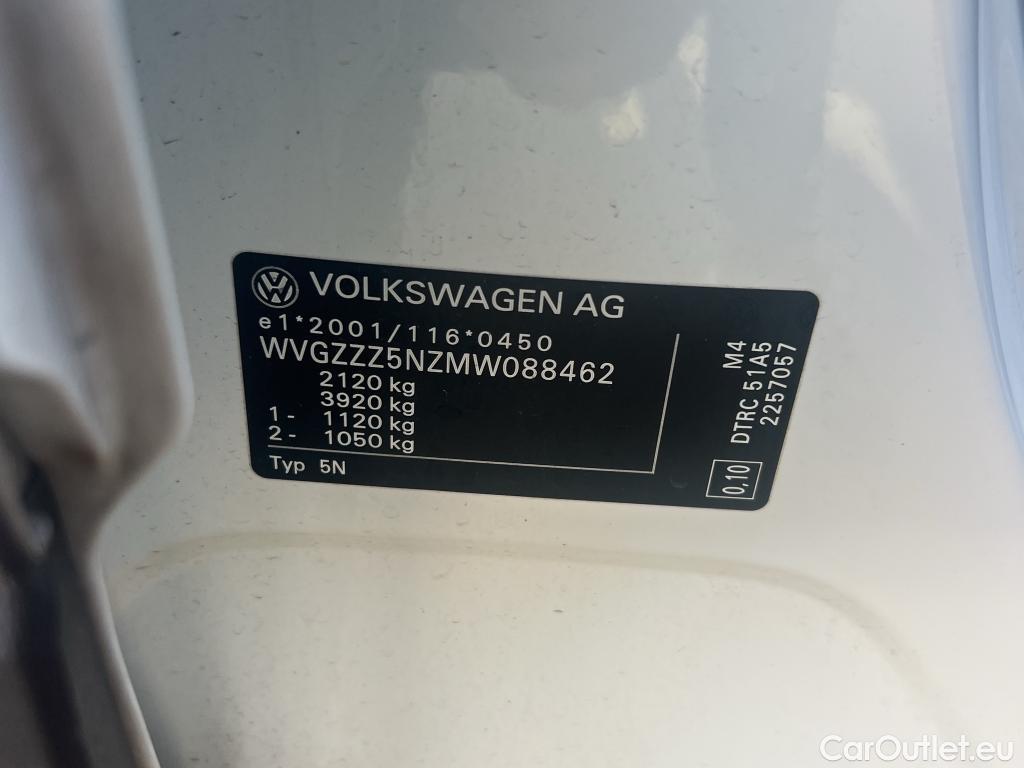 VOLKSWAGEN AG
e1*2001/116*0450
WVGZZZ5NZMW088462
2120 kg
3920 kg
1- 1120 kg
2- 1050 kg
Typ 5N
M4
DTRC 51A5
2257057
0,10
CarOutlet.eu